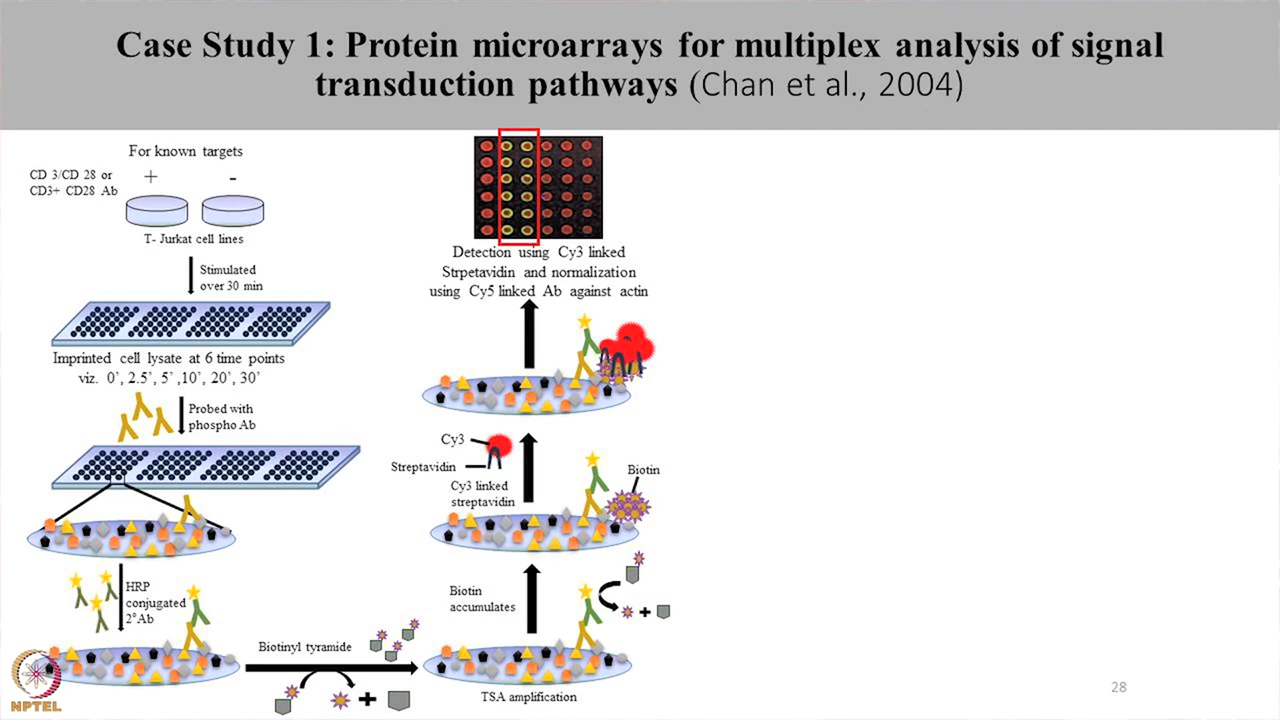 Case Study 1: Protein microarrays for multiplex analysis of signal
transduction pathways (Chan et al., 2004)
For known targets
CD 3/CD 28 or
CD3+ CD28 Ab
+
-
T- Jurkat cell lines
Stimulated
over 30 min
Imprinted cell lysate at 6 time points
viz. 0’, 2.5’, 5’ ,10’, 20’, 30’
Probed with
phospho Ab
HRP
conjugated
2°Ab
Biotinyl tyramide
+
TSA amplification
Biotin
accumulates
+
Cy3
Streptavidin
Cy3 linked
streptavidin
Biotin
Detection using Cy3 linked
Strpetavidin and normalization
using Cy5 linked Ab against actin
NPTEL
28